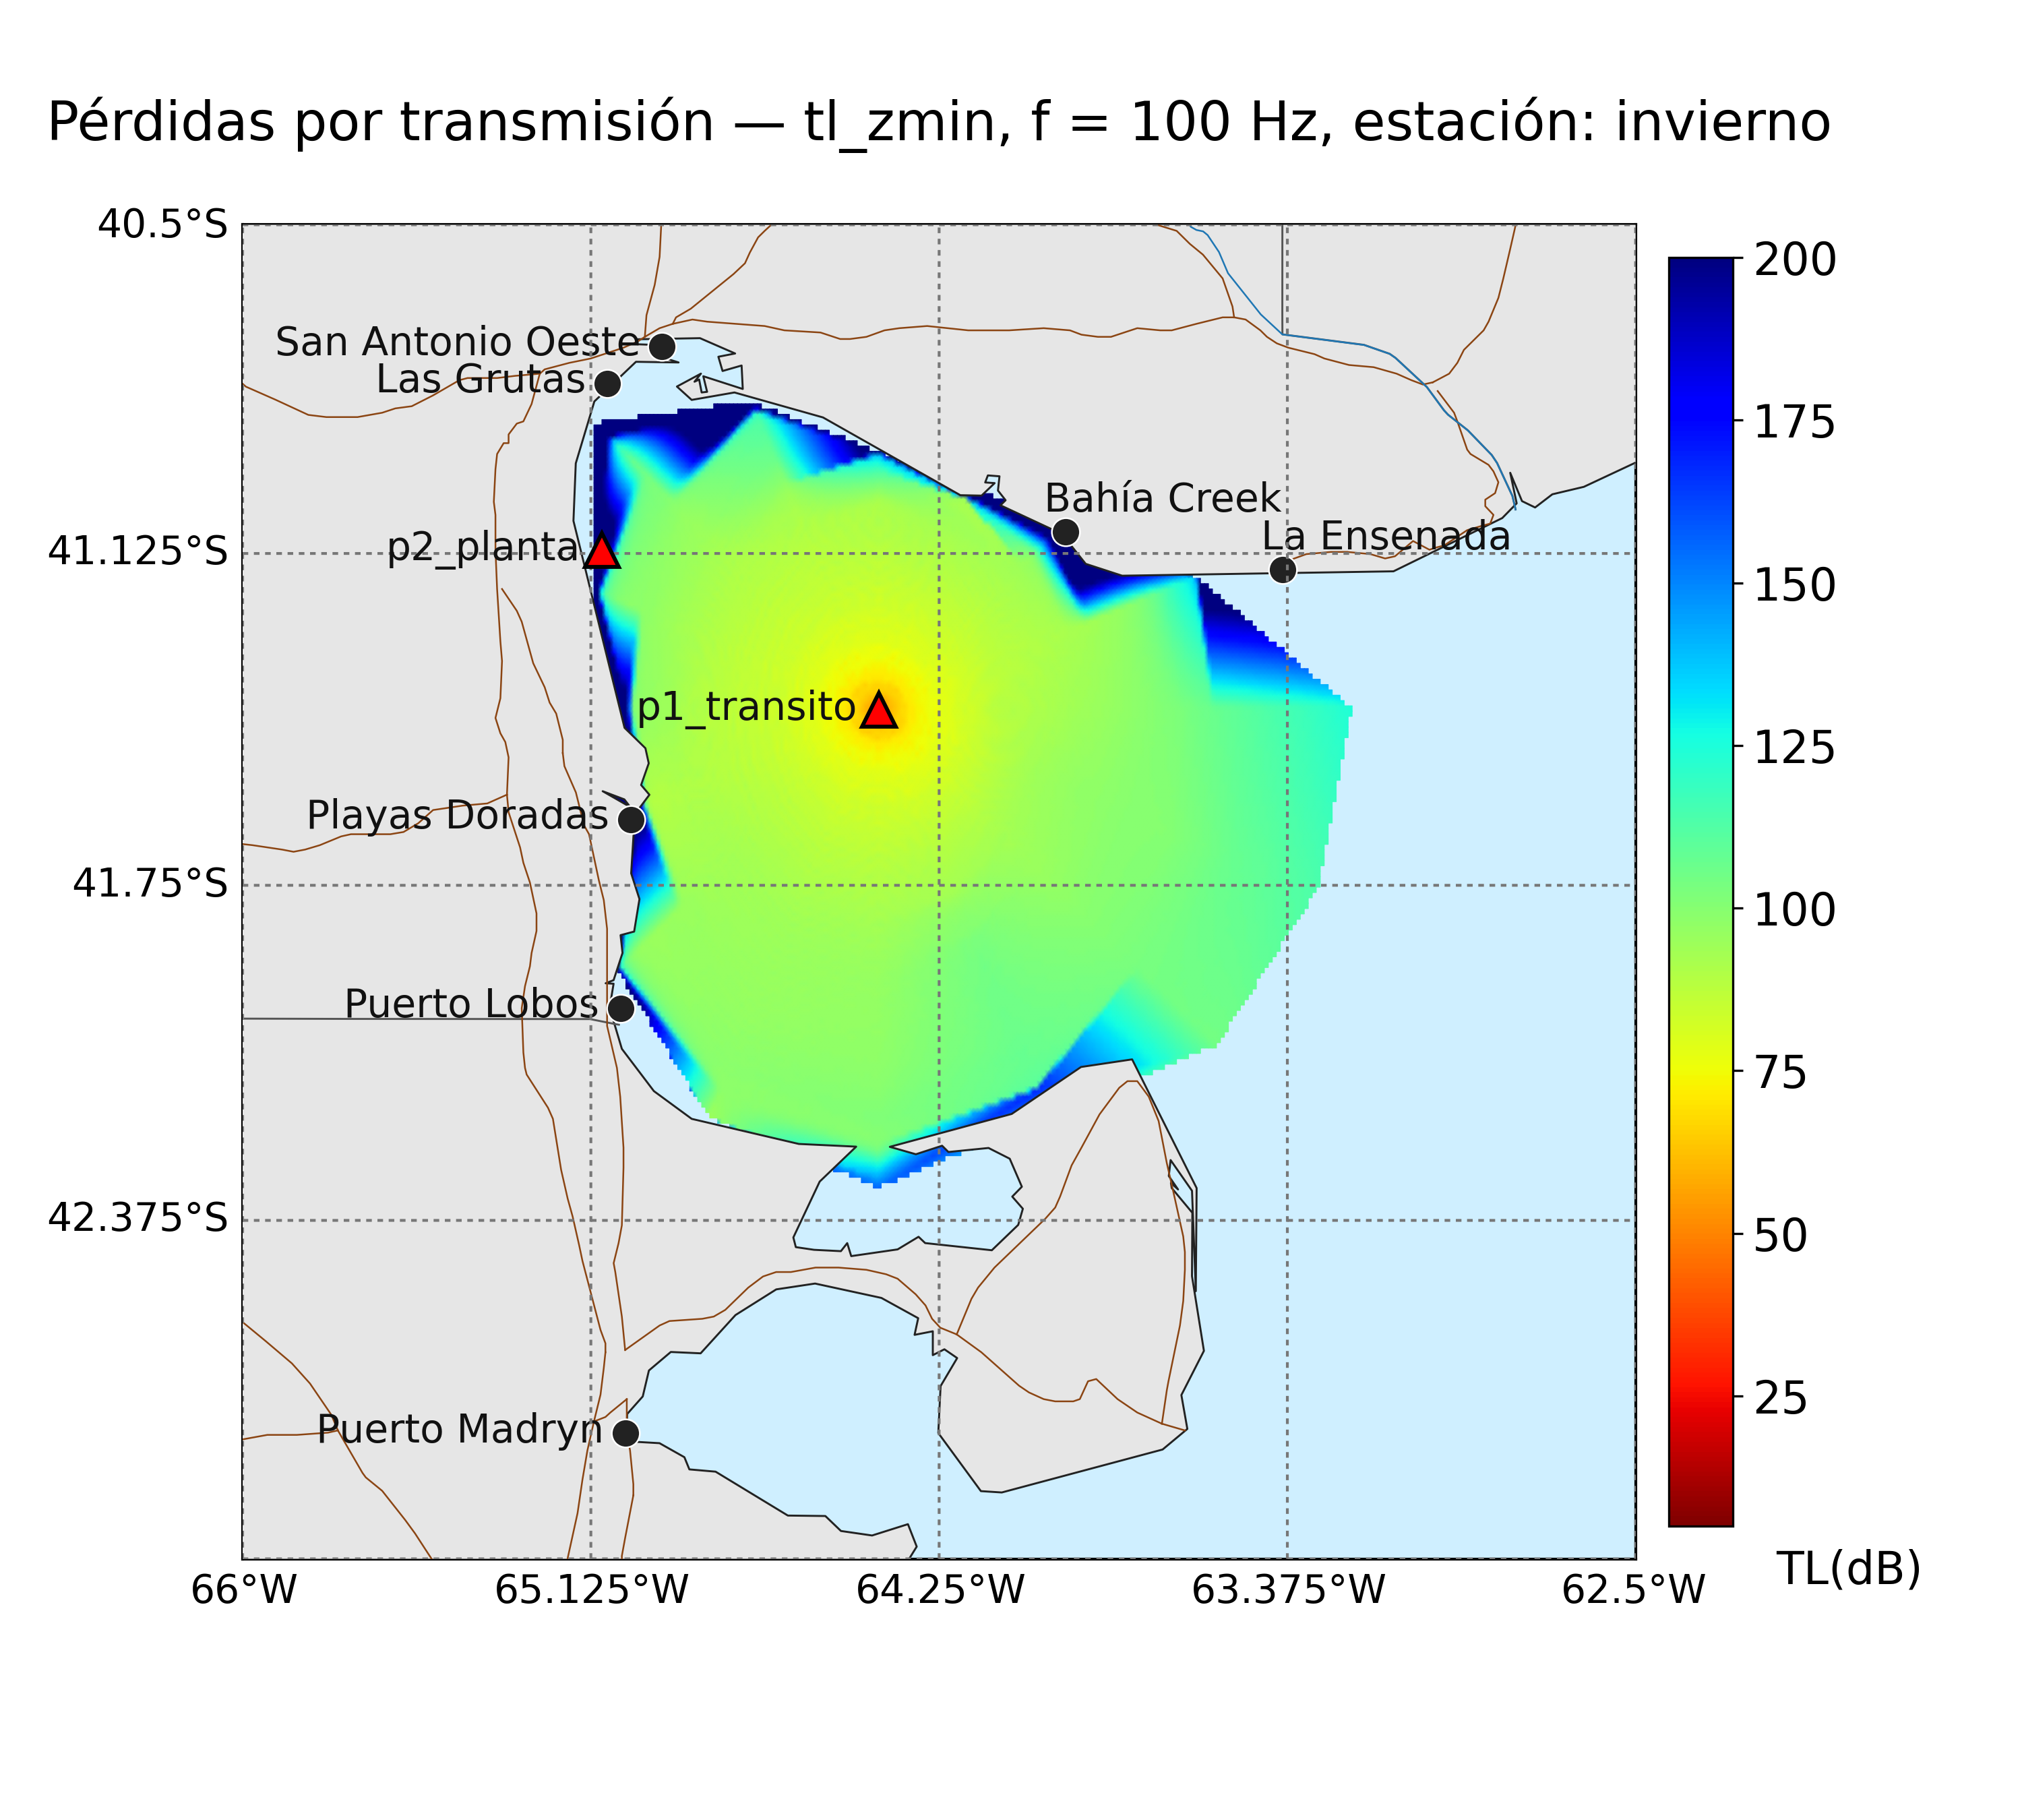 Pérdidas por transmisión — tl_zmin, f = 100 Hz, estación: invierno
40.5°S
200
San Antonio Oeste
Las Grutas
175
Bahía Creek
La Ensenada
41.125°S
p2_planta
150
p1_transito
125
Playas Doradas
41.75°S
100
Puerto Lobos
75
42.375°S
50
25
Puerto Madryn
TL(dB)
66°W
65.125°W
64.25°W
63.375°W
62.5°W